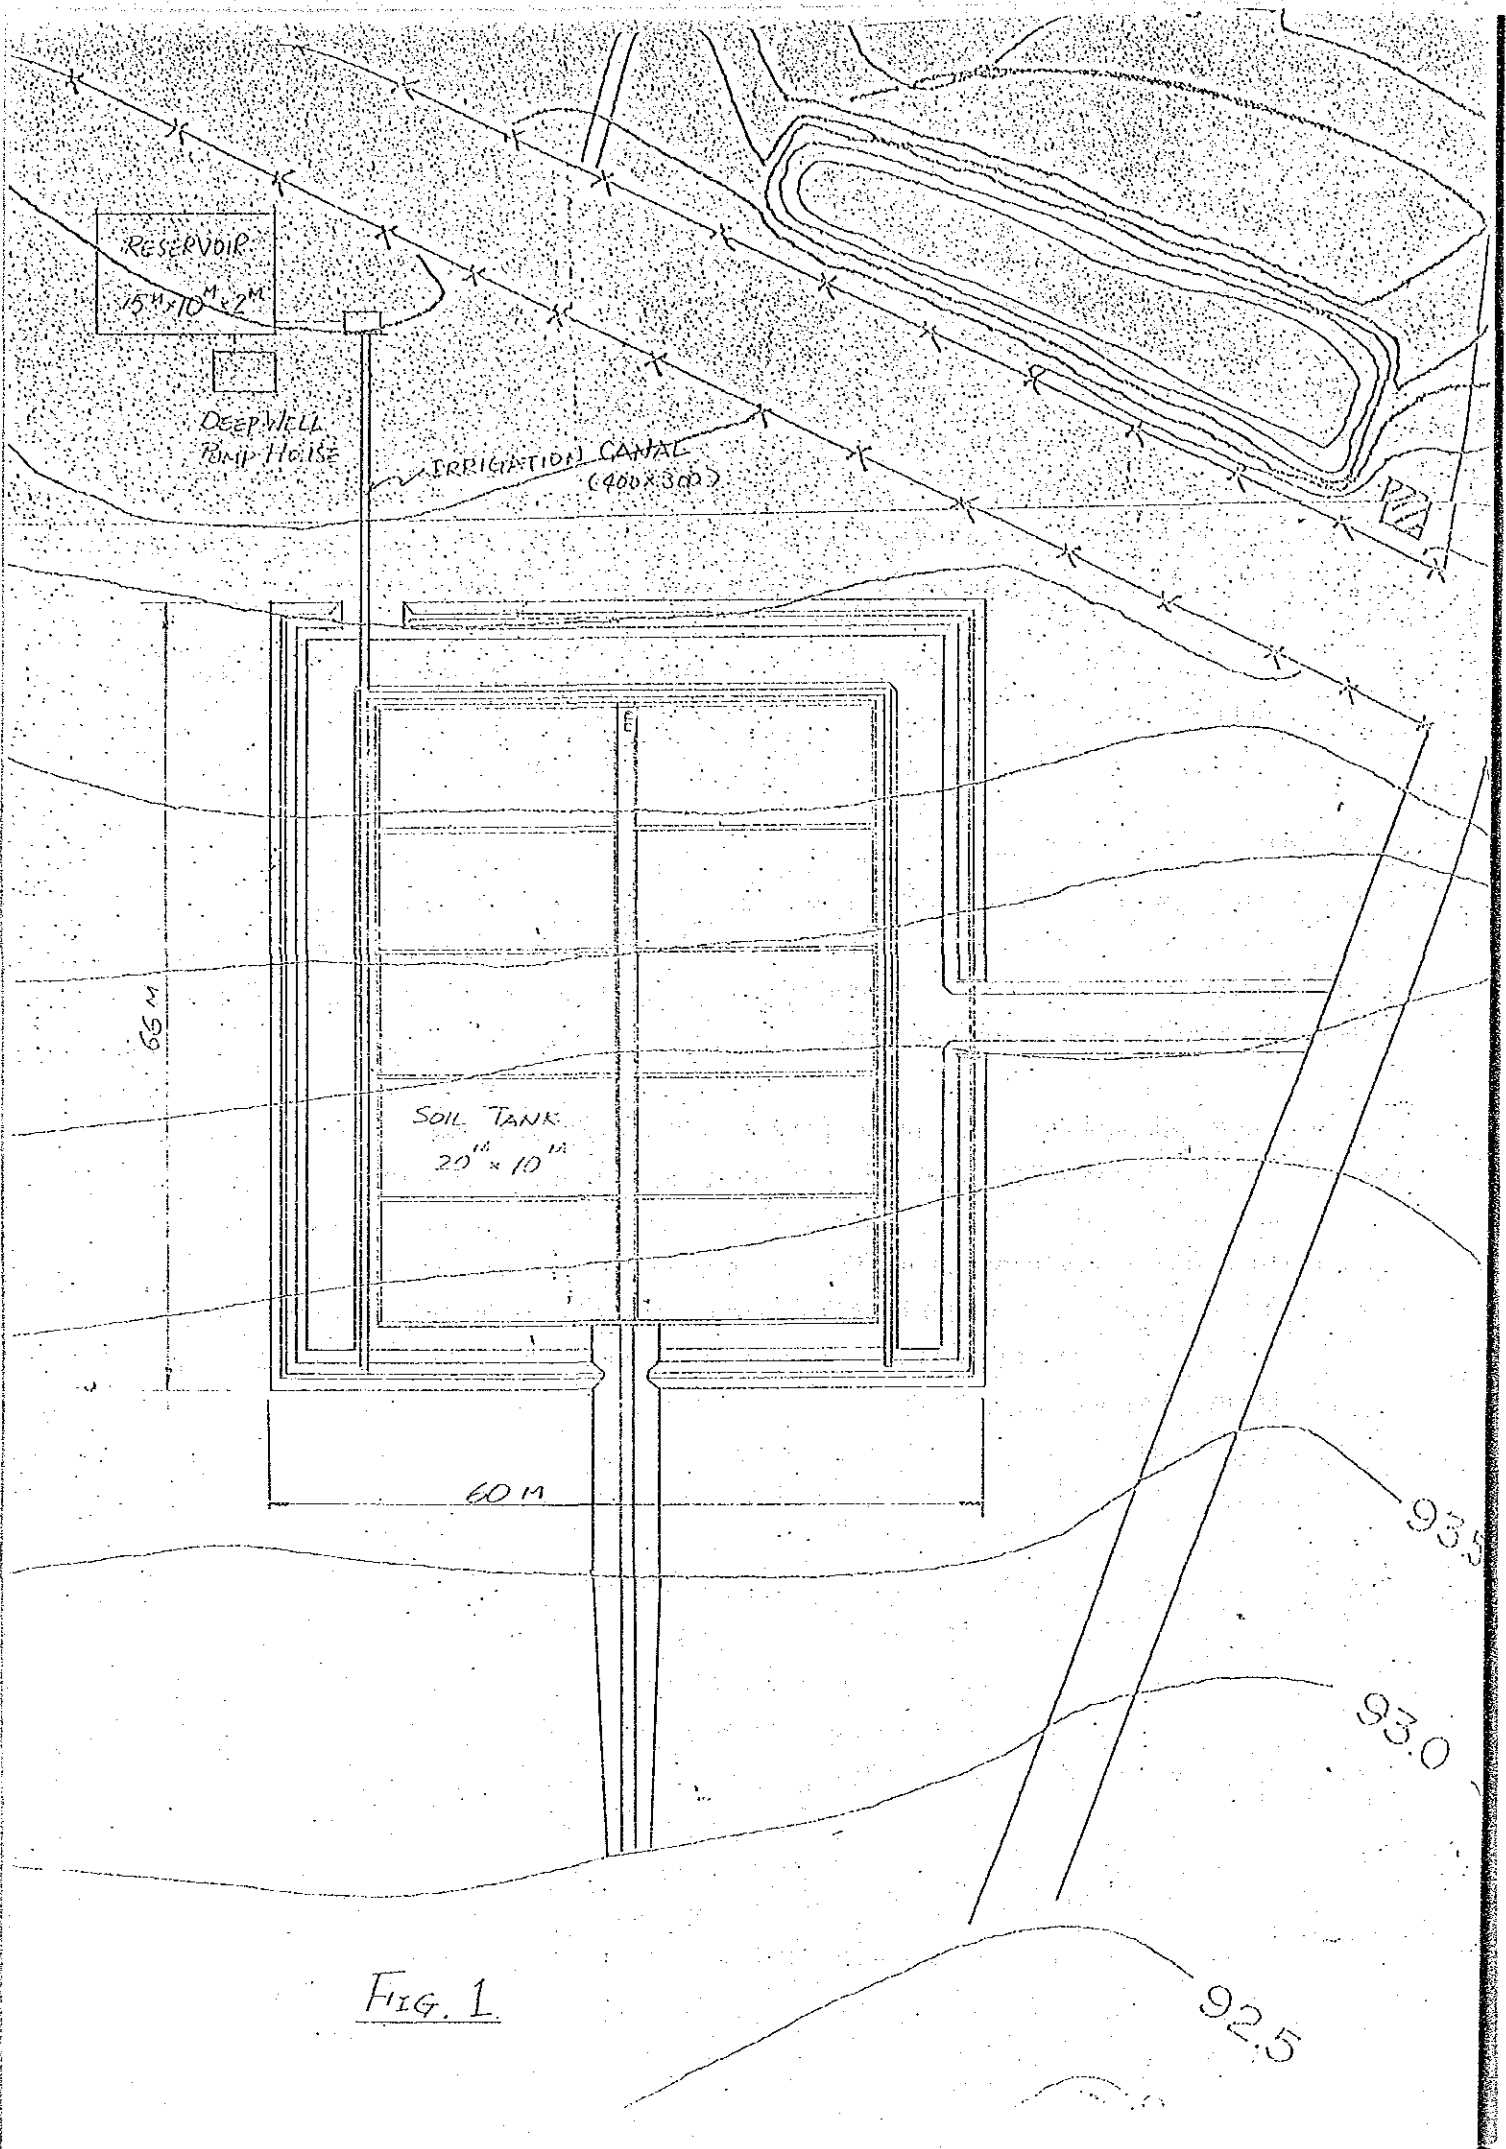 RESERVOIR
15M×10M×2M
DEEP WELL
PUMP HOUSE
IRRIGATION CANAL
(400×300)
66 M
SOIL TANK
20M × 10M
60 M
93.5
93.0
92.5
FIG. 1